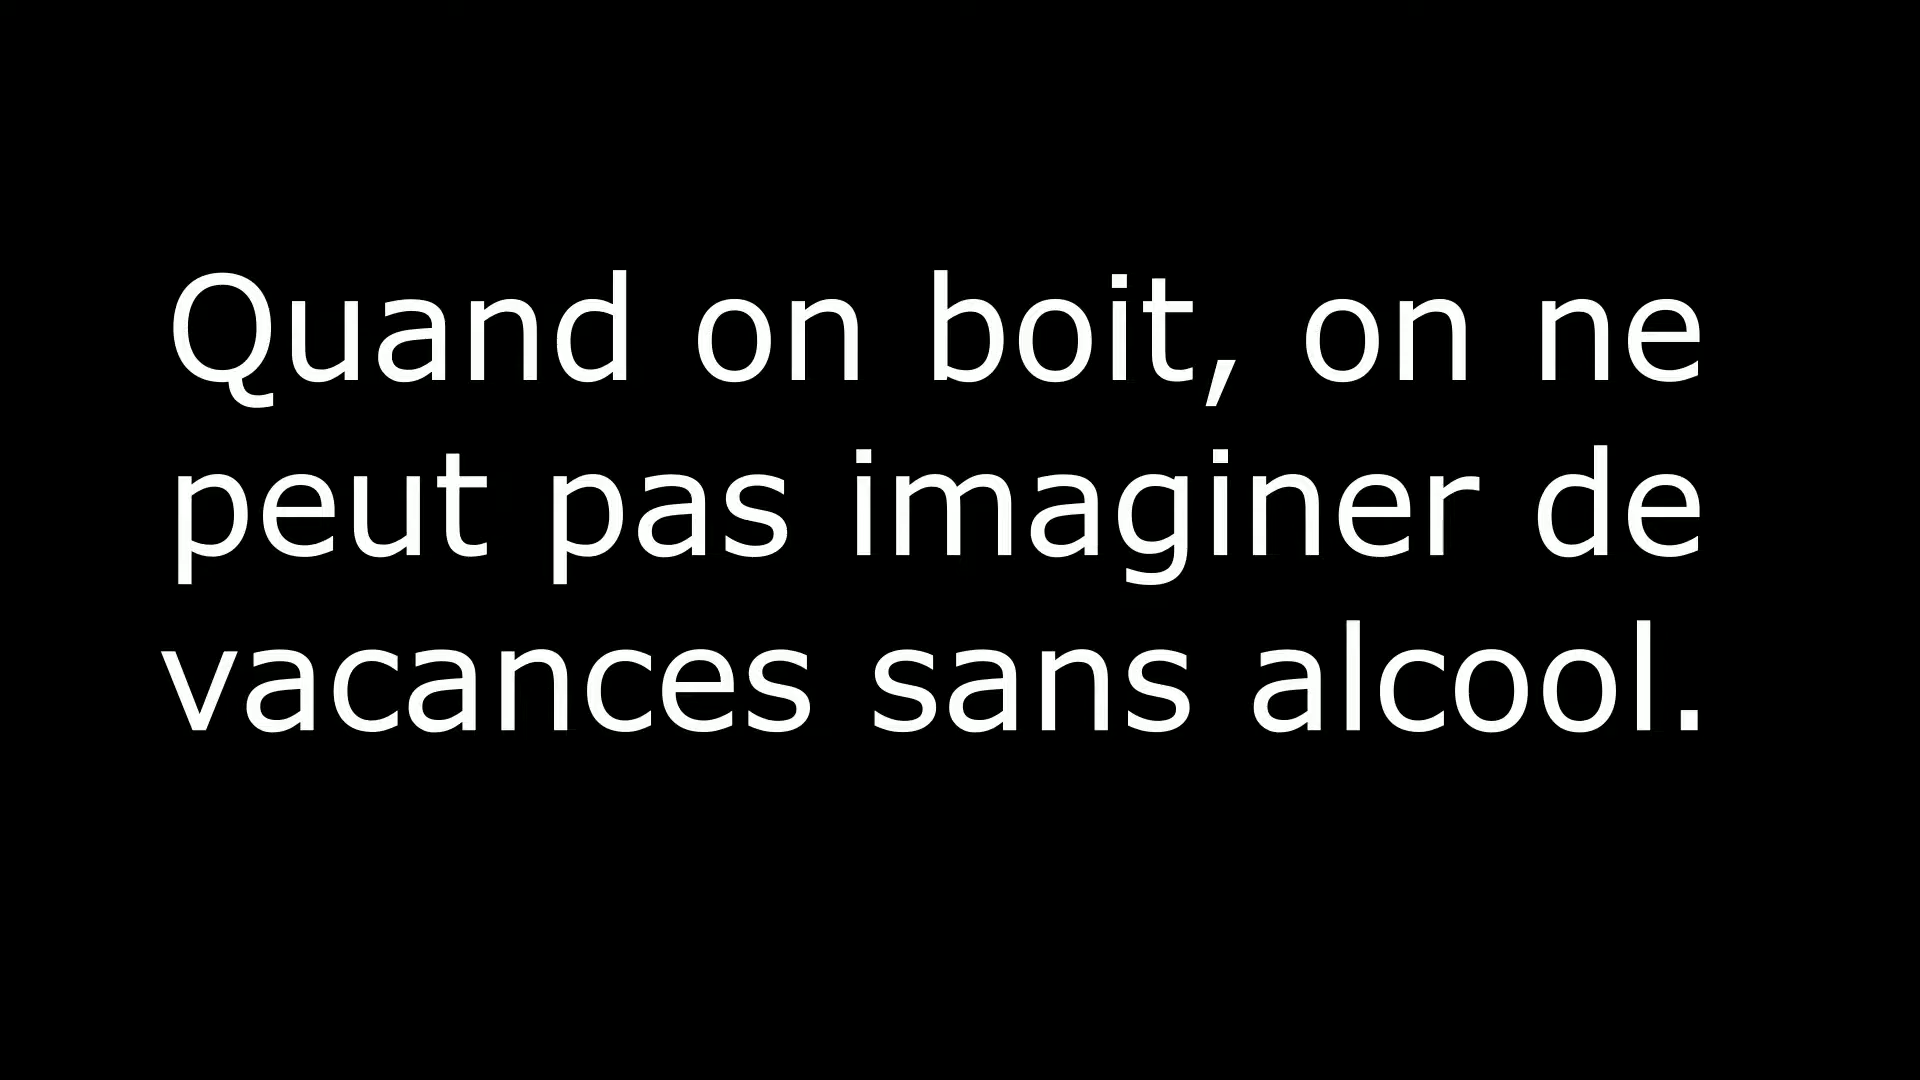 Quand on boit, on ne
peut pas imaginer de
vacances sans alcool.